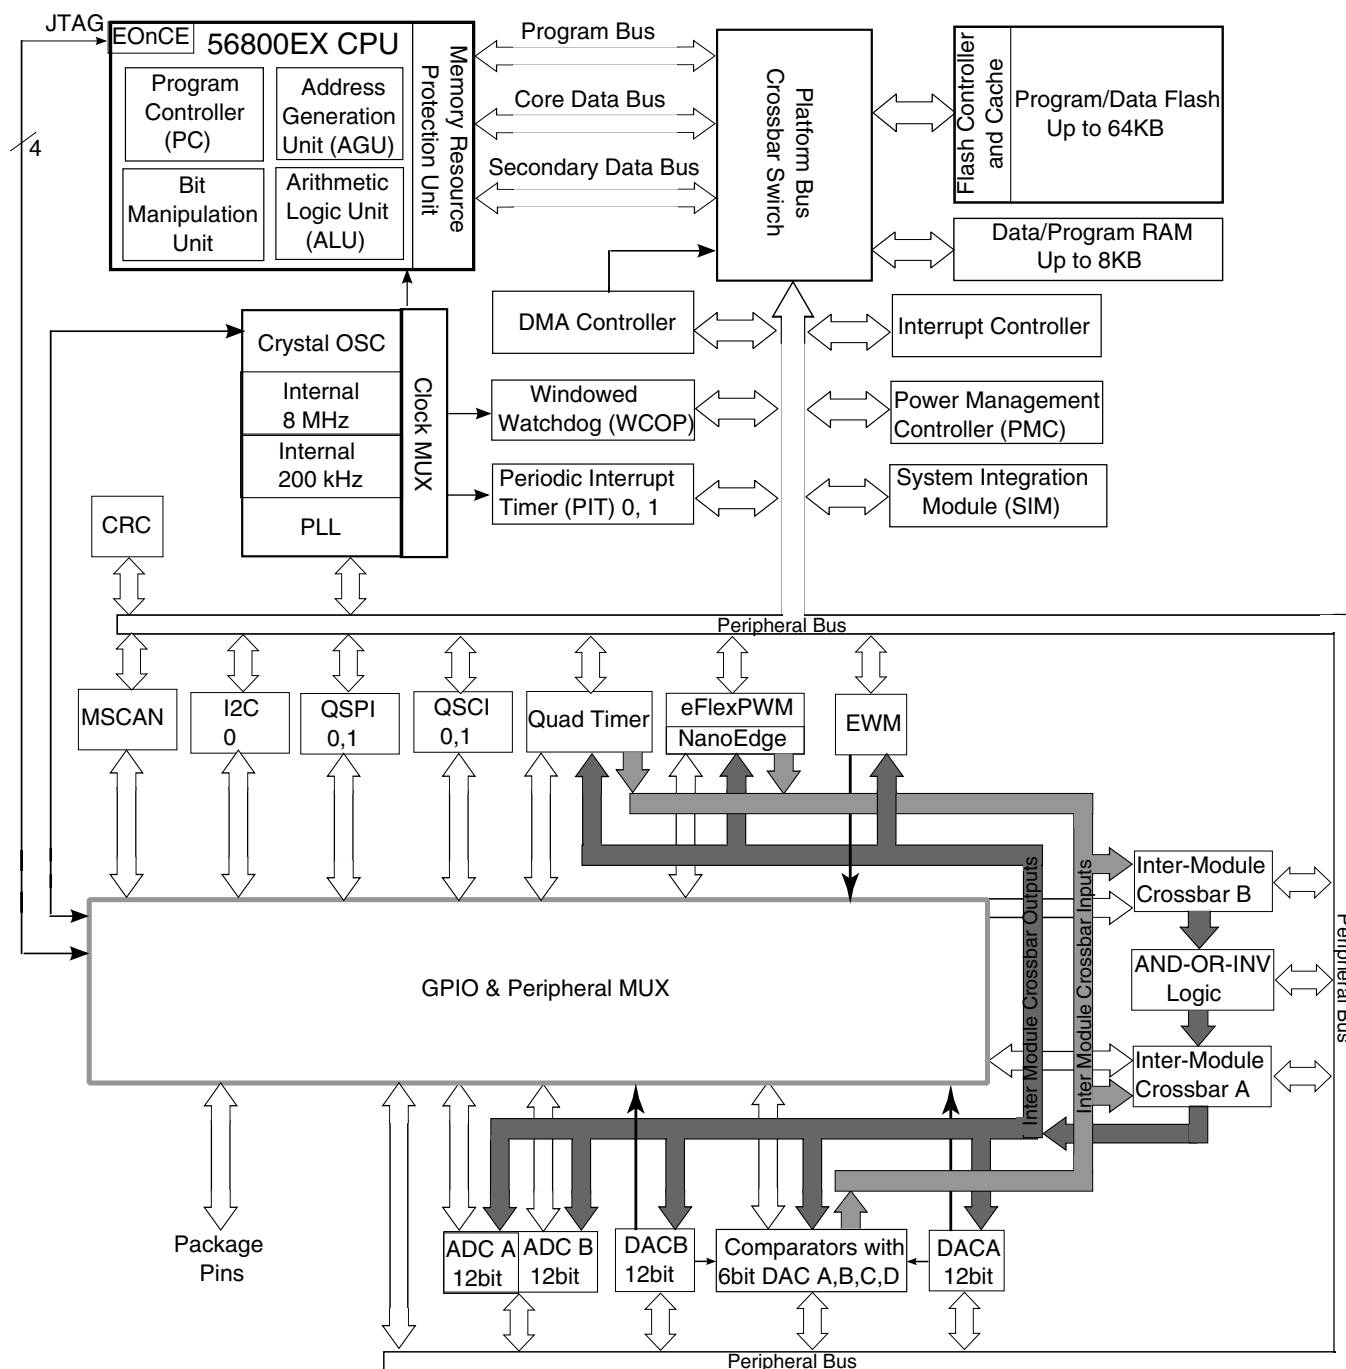 JTAG
EOnCE
56800EX CPU
Program
Controller
(PC)
Address
Generation
Unit (AGU)
Bit
Manipulation
Unit
Arithmetic
Logic Unit
(ALU)
Memory Resource
Protection Unit
4
Program Bus
Core Data Bus
Secondary Data Bus
Platform Bus
Crossbar Swirch
Flash Controller
and Cache
Program/Data Flash
Up to 64KB
Data/Program RAM
Up to 8KB
DMA Controller
Interrupt Controller
Crystal OSC
Internal
8 MHz
Internal
200 kHz
PLL
Clock MUX
Windowed
Watchdog (WCOP)
Power Management
Controller (PMC)
Periodic Interrupt
Timer (PIT) 0, 1
System Integration
Module (SIM)
CRC
Peripheral Bus
MSCAN
I2C
0
QSPI
0,1
QSCI
0,1
Quad Timer
eFlexPWM
NanoEdge
EWM
Inter Module Crossbar Outputs
Inter Module Crossbar Inputs
Inter-Module
Crossbar B
AND-OR-INV
Logic
Inter-Module
Crossbar A
Peripheral Bus
GPIO & Peripheral MUX
Package
Pins
ADC A
12bit
ADC B
12bit
DACB
12bit
Comparators with
6bit DAC A,B,C,D
DACA
12bit
Peripheral Bus